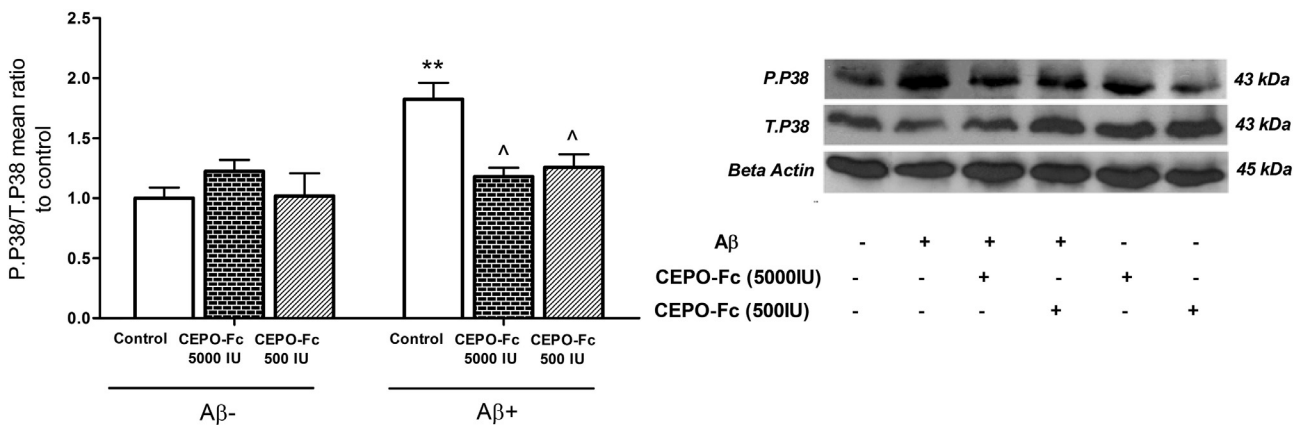 P.P38/T.P38 mean ratio
to control
2.5
2.0
1.5
1.0
0.5
0.0
**
^
^
Control CEPO-Fc CEPO-Fc Control CEPO-Fc CEPO-Fc
5000 IU 500 IU 5000 IU 500 IU
Aβ- Aβ+
P.P38 43 kDa
T.P38 43 kDa
Beta Actin 45 kDa
Aβ - + + + - -
CEPO-Fc (5000IU) - - + - + -
CEPO-Fc (500IU) - - - + - +